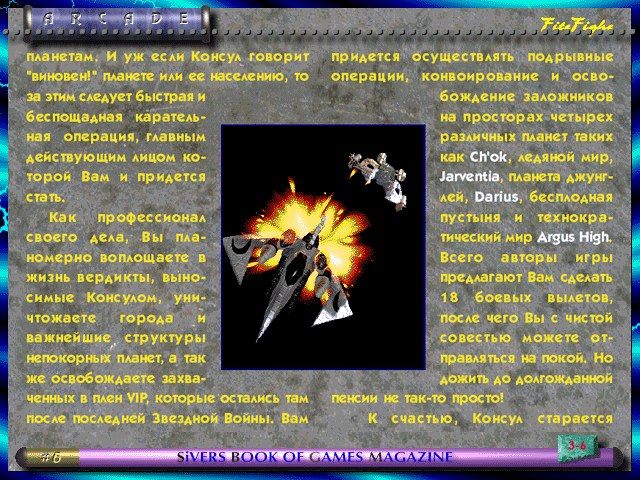 ARCADE
FireFight
планетам. И уж если Консул говорит
"виновен!" планете или ее населению, то
за этим следует быстрая и
беспощадная каратель-
ная операция, главным
действующим лицом ко-
торой Вам и придется
стать.
Как профессионал
своего дела, Вы пла-
номерно воплощаете в
жизнь вердикты, выно-
симые Консулом, уни-
чтожаете города и
важнейшие структуры
непокорных планет, а так
же освобождаете захва-
ченных в плен VIP, которые остались там
после последней Звездной Войны. Вам
придется осуществлять подрывные
операции, конвоирование и осво-
бождение заложников
на просторах четырех
различных планет таких
как Ch'ok, ледяной мир,
Jarventia, планета джунг-
лей, Darius, бесплодная
пустыня и технокра-
тический мир Argus High.
Всего авторы игры
предлагают Вам сделать
18 боевых вылетов,
после чего Вы с чистой
совестью можете от-
правляться на покой. Но
дожить до долгожданной
пенсии не так-то просто!
К счастью, Консул старается
#6
SiVERS BOOK OF GAMES MAGAZINE
3-6